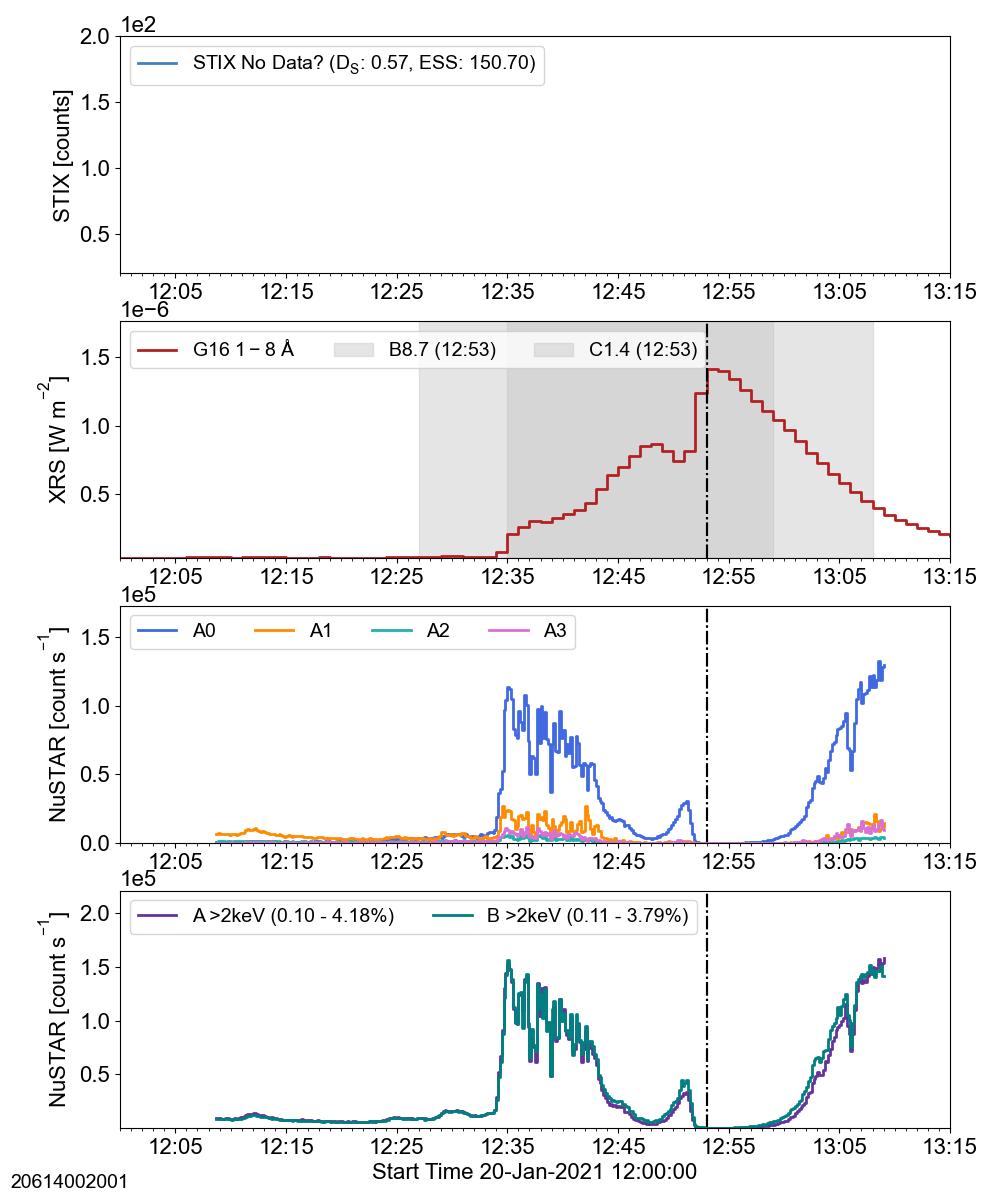 1e2
2.0
1.5
1.0
0.5
STIX [counts]
STIX No Data? (D_S: 0.57, ESS: 150.70)
12:05 12:15 12:25 12:35 12:45 12:55 13:05 13:15
1e−6
1.5
1.0
0.5
XRS [W m⁻²]
G16 1 − 8 Å B8.7 (12:53) C1.4 (12:53)
12:05 12:15 12:25 12:35 12:45 12:55 13:05 13:15
1e5
1.5
1.0
0.5
0.0
NuSTAR [count s⁻¹]
A0 A1 A2 A3
12:05 12:15 12:25 12:35 12:45 12:55 13:05 13:15
1e5
2.0
1.5
1.0
0.5
NuSTAR [count s⁻¹]
A >2keV (0.10 - 4.18%) B >2keV (0.11 - 3.79%)
12:05 12:15 12:25 12:35 12:45 12:55 13:05 13:15
Start Time 20-Jan-2021 12:00:00
20614002001